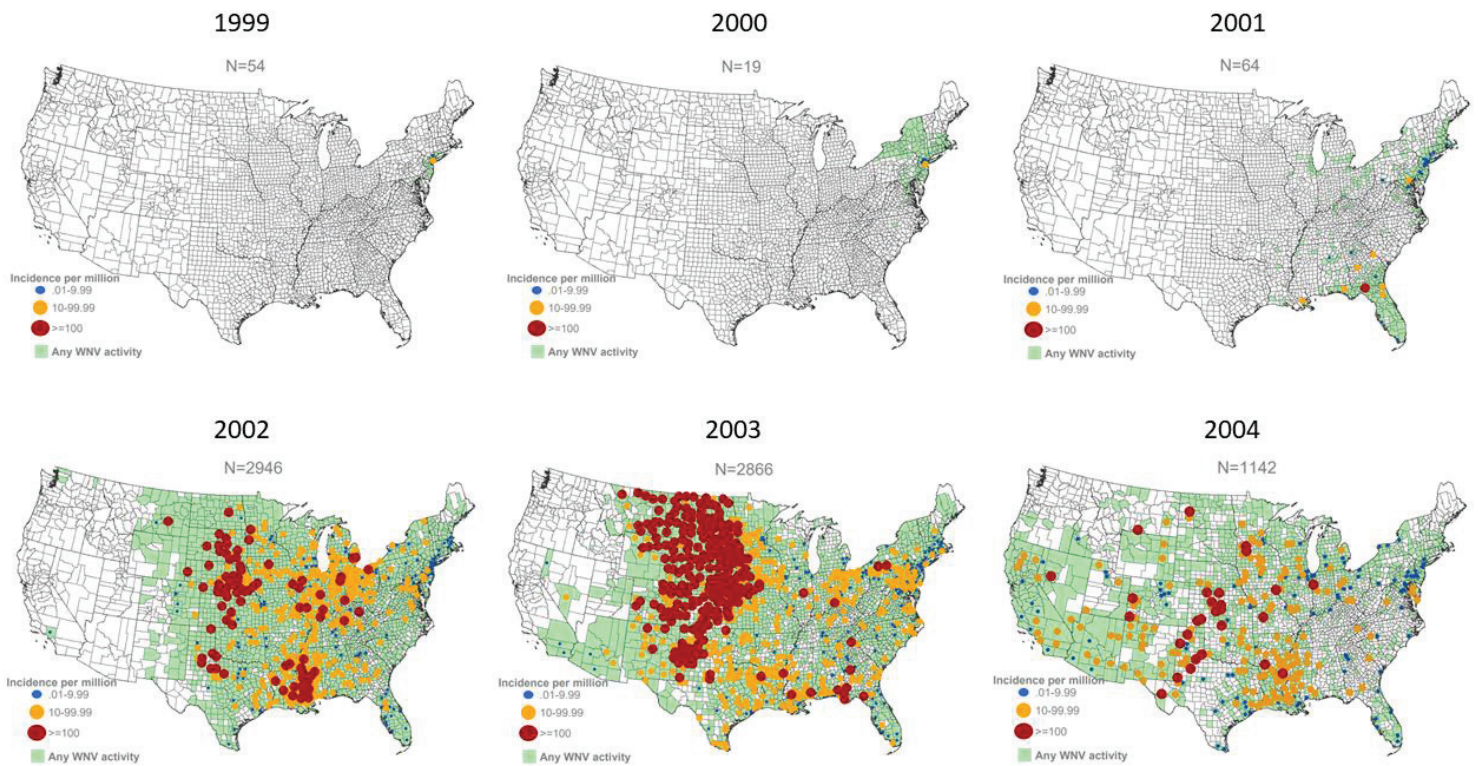 1999
2000
2001
N=54
N=19
N=64
Incidence per million
.01-9.99
10-99.99
>=100
Any WNV activity
Incidence per million
.01-9.99
10-99.99
>=100
Any WNV activity
Incidence per million
.01-9.99
10-99.99
>=100
Any WNV activity
2002
2003
2004
N=2946
N=2866
N=1142
Incidence per million
.01-9.99
10-99.99
>=100
Any WNV activity
Incidence per million
.01-9.99
10-99.99
>=100
Any WNV activity
Incidence per million
.01-9.99
10-99.99
>=100
Any WNV activity